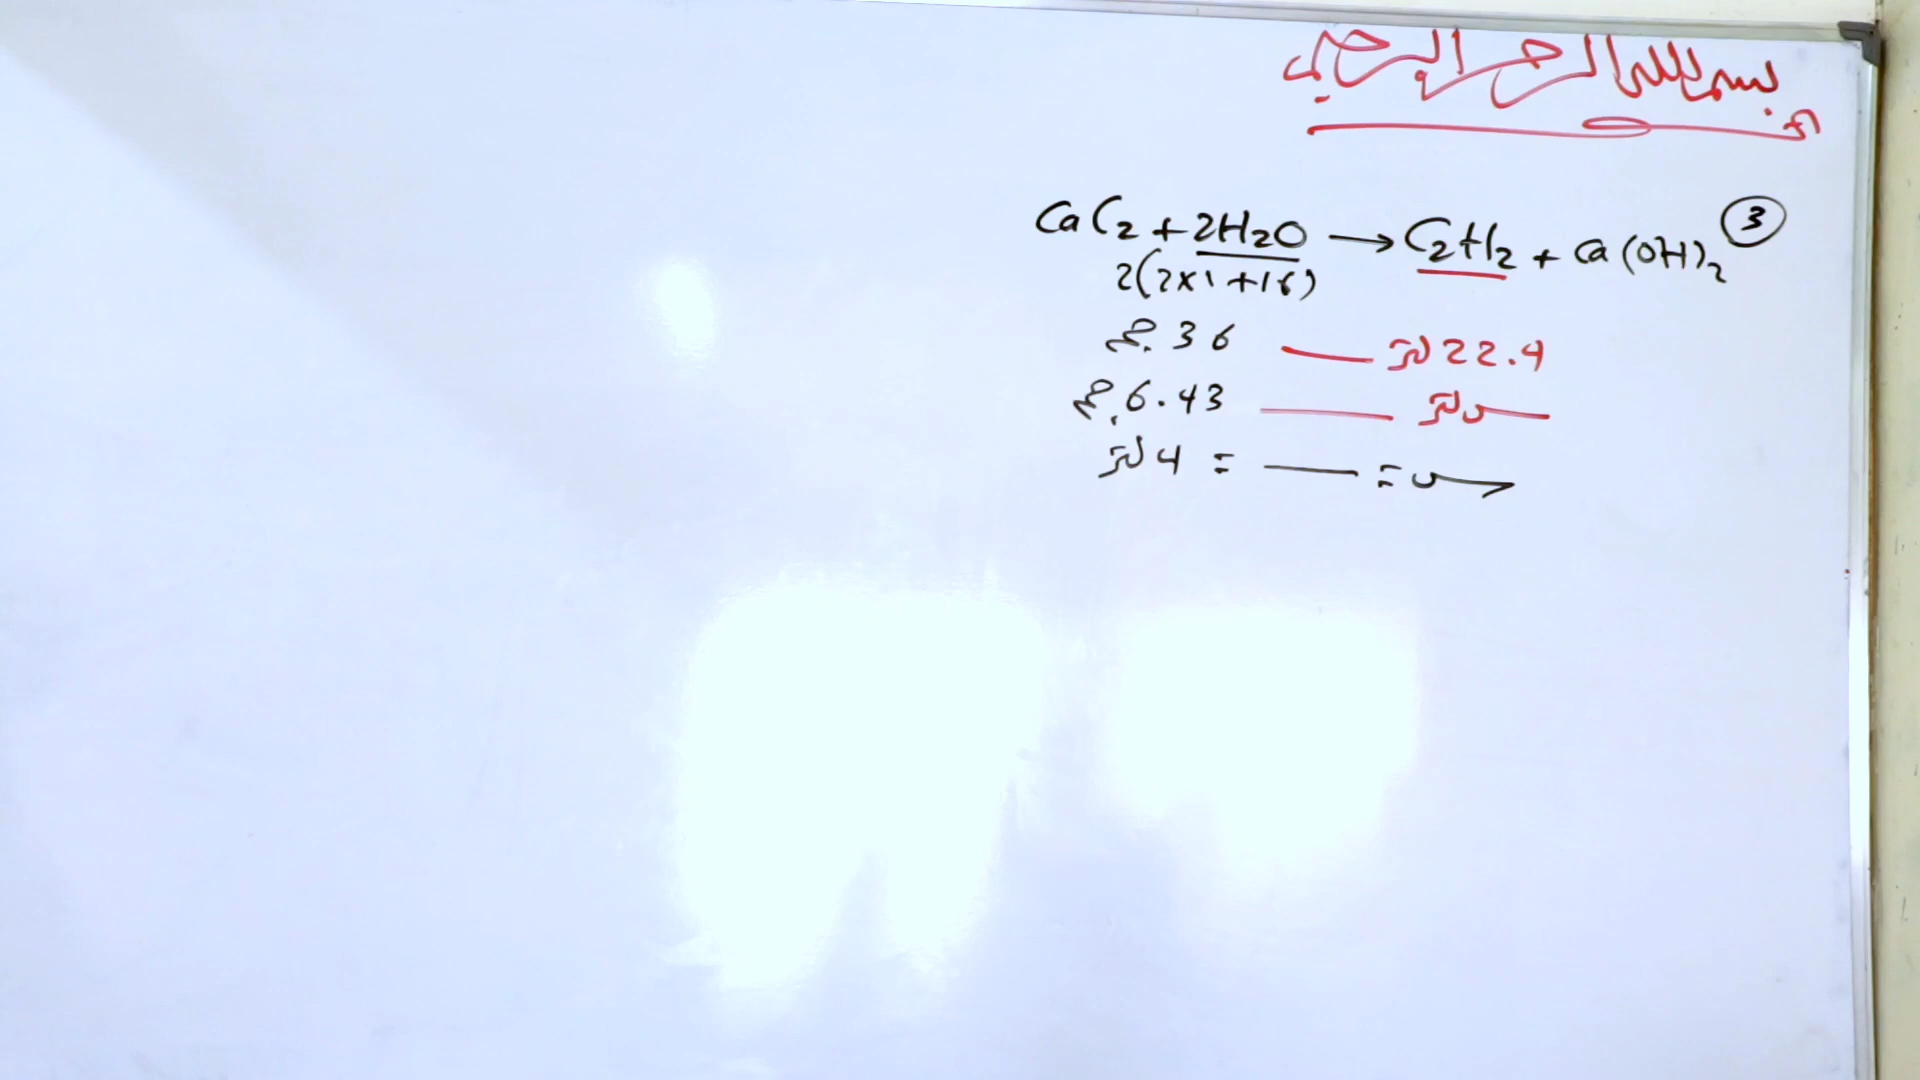 بسم الله الرحمن الرحيم
③ CaC₂ + 2H₂O → C₂H₂ + Ca(OH)₂
2(2×1+16)
36 جم — 22.4 لتر
6.43 جم — س لتر
س = — = 4 لتر